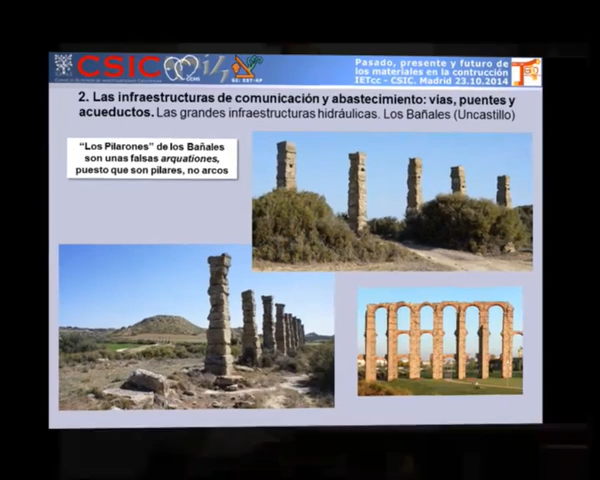 CSIC
Pasado, presente y futuro de
los materiales en la contrucción
IETcc - CSIC. Madrid 23.10.2014
2. Las infraestructuras de comunicación y abastecimiento: vías, puentes y
acueductos. Las grandes infraestructuras hidráulicas. Los Bañales (Uncastillo)
"Los Pilarones" de los Bañales
son unas falsas arquationes,
puesto que son pilares, no arcos